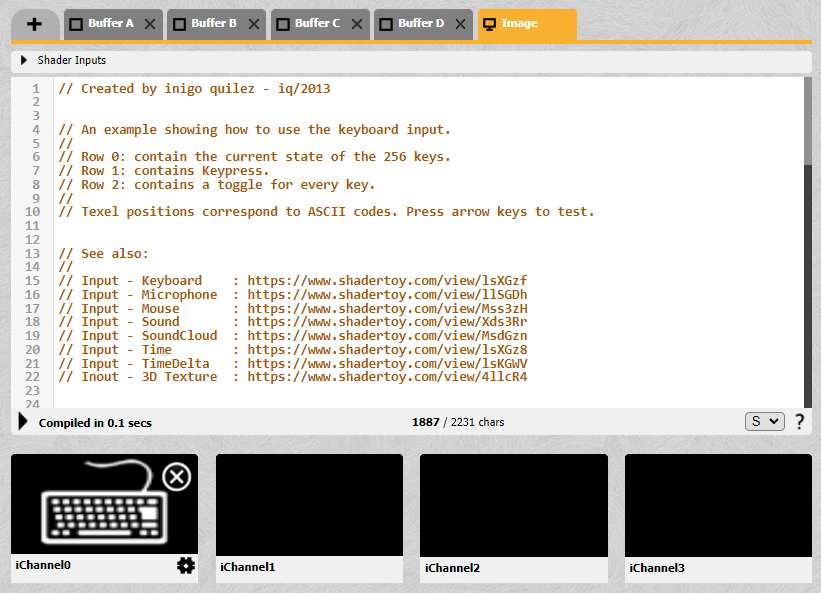 + Buffer A Buffer B Buffer C Buffer D Image
Shader Inputs
1 // Created by inigo quilez - iq/2013
2
3
4 // An example showing how to use the keyboard input.
5 //
6 // Row 0: contain the current state of the 256 keys.
7 // Row 1: contains Keypress.
8 // Row 2: contains a toggle for every key.
9 //
10 // Texel positions correspond to ASCII codes. Press arrow keys to test.
11
12
13 // See also:
14 //
15 // Input - Keyboard    : https://www.shadertoy.com/view/lsXGzf
16 // Input - Microphone  : https://www.shadertoy.com/view/llSGDh
17 // Input - Mouse       : https://www.shadertoy.com/view/Mss3zH
18 // Input - Sound       : https://www.shadertoy.com/view/Xds3Rr
19 // Input - SoundCloud  : https://www.shadertoy.com/view/MsdGzn
20 // Input - Time        : https://www.shadertoy.com/view/lsXGz8
21 // Input - TimeDelta   : https://www.shadertoy.com/view/lsKGWV
22 // Inout - 3D Texture  : https://www.shadertoy.com/view/4llcR4
23
24
Compiled in 0.1 secs 1887 / 2231 chars S ?
iChannel0 iChannel1 iChannel2 iChannel3